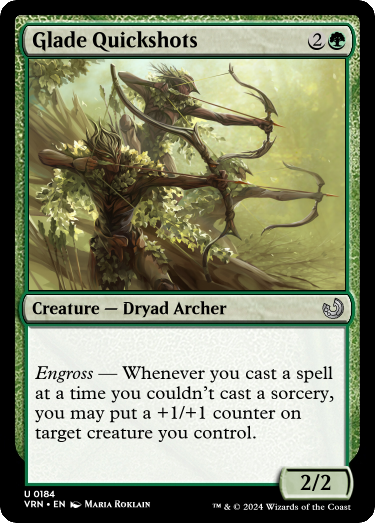 Glade Quickshots 2
Creature — Dryad Archer
Engross — Whenever you cast a spell
at a time you couldn't cast a sorcery,
you may put a +1/+1 counter on
target creature you control.
2/2
U 0184
VRN • EN Maria Roklain
™ & © 2024 Wizards of the Coast